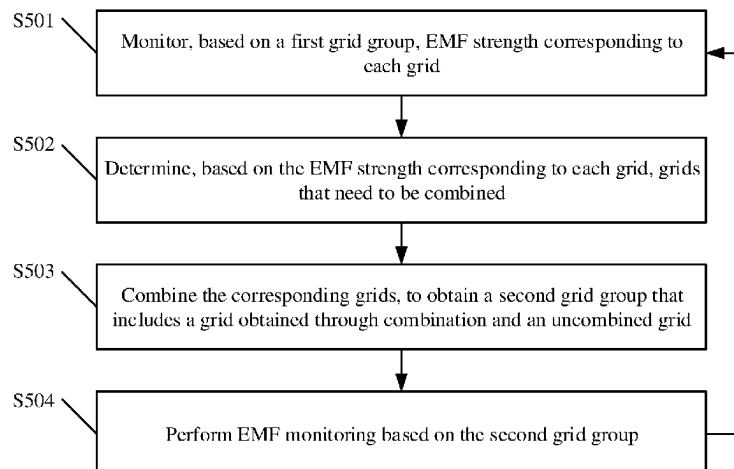 S501
Monitor, based on a first grid group, EMF strength corresponding to
each grid
S502
Determine, based on the EMF strength corresponding to each grid, grids
that need to be combined
S503
Combine the corresponding grids, to obtain a second grid group that
includes a grid obtained through combination and an uncombined grid
S504
Perform EMF monitoring based on the second grid group